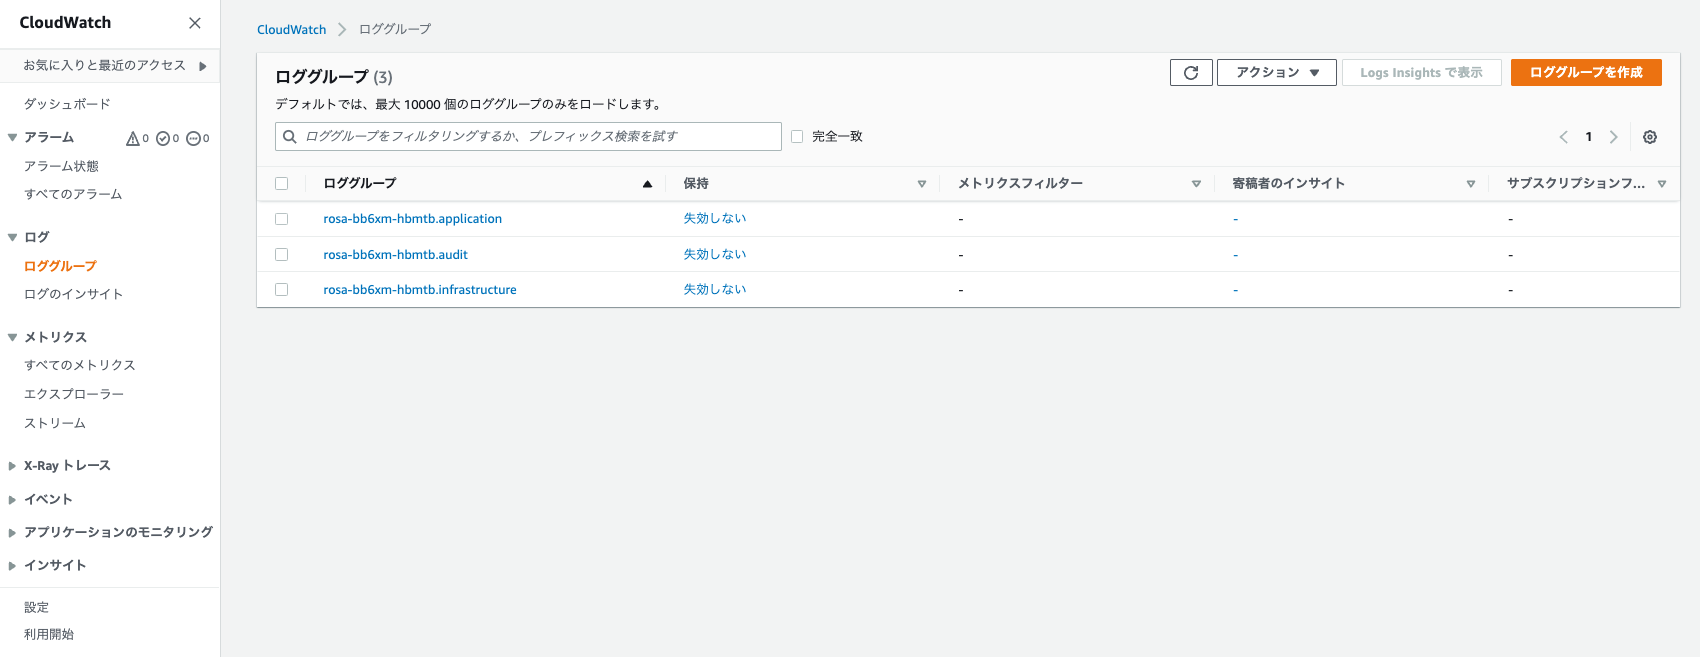 CloudWatch
お気に入りと最近のアクセス
ダッシュボード
アラーム 0 0 0
アラーム状態
すべてのアラーム
ログ
ロググループ
ログのインサイト
メトリクス
すべてのメトリクス
エクスプローラー
ストリーム
X-Ray トレース
イベント
アプリケーションのモニタリング
インサイト
設定
利用開始
CloudWatch ロググループ
ロググループ (3)
アクション
Logs Insights で表示
ロググループを作成
デフォルトでは、最大 10000 個のロググループのみをロードします。
ロググループをフィルタリングするか、プレフィックス検索を試す
完全一致
1
ロググループ 保持 メトリクスフィルター 寄稿者のインサイト サブスクリプションフ...
rosa-bb6xm-hbmtb.application 失効しない - - -
rosa-bb6xm-hbmtb.audit 失効しない - - -
rosa-bb6xm-hbmtb.infrastructure 失効しない - - -